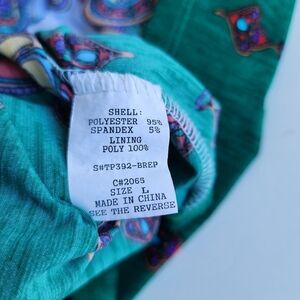 SHELL:
POLYESTER 95%
SPANDEX 5%
LINING
POLY 100%
S#TP392-BREP
C#2065
SIZE L
MADE IN CHINA
SEE THE REVERSE